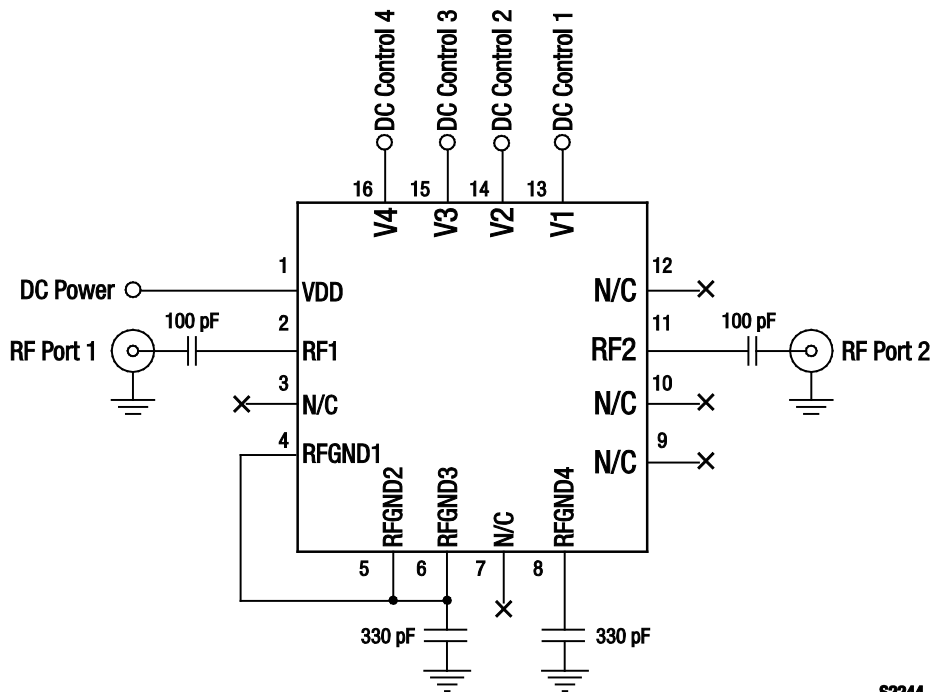 DC Control 4
DC Control 3
DC Control 2
DC Control 1
16
15
14
13
V4
V3
V2
V1
1
12
DC Power
VDD
N/C
100 pF
2
11
100 pF
RF Port 1
RF1
RF2
RF Port 2
3
10
N/C
N/C
4
9
RFGND1
N/C
RFGND2
RFGND3
N/C
RFGND4
5
6
7
8
330 pF
330 pF